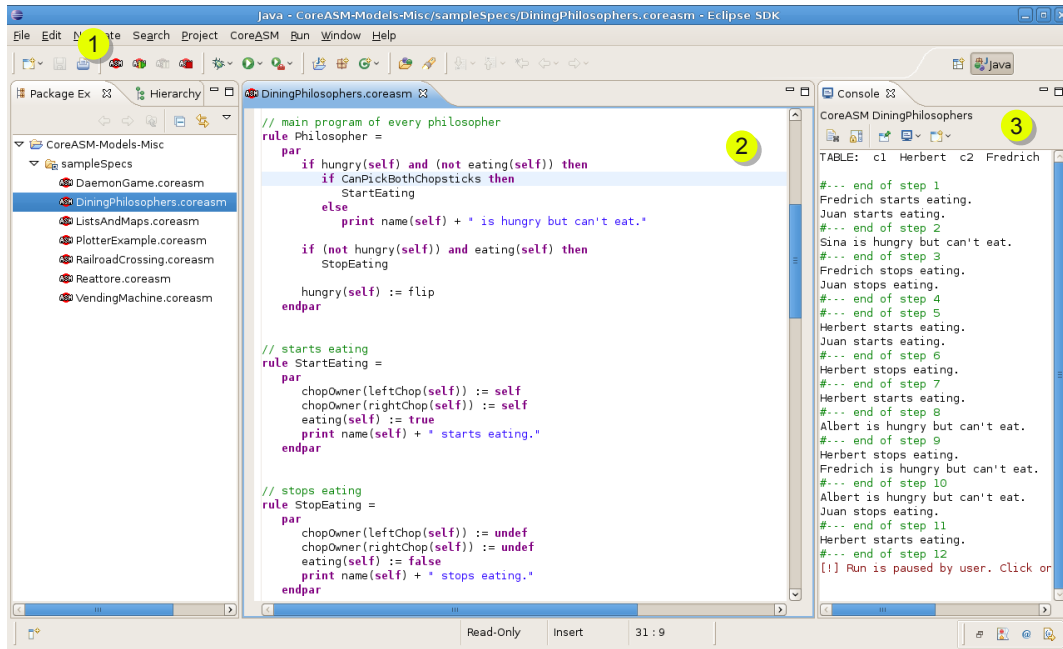 Java - CoreASM-Models-Misc/sampleSpecs/DiningPhilosophers.coreasm - Eclipse SDK
File Edit Search Project CoreASM Run Window Help
1
Java
Package Ex Hierarchy
CoreASM-Models-Misc
sampleSpecs
DaemonGame.coreasm
DiningPhilosophers.coreasm
ListsAndMaps.coreasm
PlotterExample.coreasm
RailroadCrossing.coreasm
Reattore.coreasm
VendingMachine.coreasm
DiningPhilosophers.coreasm
2
// main program of every philosopher
rule Philosopher =
par
if hungry(self) and (not eating(self)) then
if CanPickBothChopsticks then
StartEating
else
print name(self) + " is hungry but can't eat."
if (not hungry(self)) and eating(self) then
StopEating
hungry(self) := flip
endpar
// starts eating
rule StartEating =
par
chopOwner(leftChop(self)) := self
chopOwner(rightChop(self)) := self
eating(self) := true
print name(self) + " starts eating."
endpar
// stops eating
rule StopEating =
par
chopOwner(leftChop(self)) := undef
chopOwner(rightChop(self)) := undef
eating(self) := false
print name(self) + " stops eating."
endpar
Console
CoreASM DiningPhilosophers
3
TABLE: c1 Herbert c2 Fredrich
#--- end of step 1
Fredrich starts eating.
Juan starts eating.
#--- end of step 2
Sina is hungry but can't eat.
#--- end of step 3
Fredrich stops eating.
Juan stops eating.
#--- end of step 4
#--- end of step 5
Herbert starts eating.
Juan starts eating.
#--- end of step 6
Herbert stops eating.
#--- end of step 7
Herbert starts eating.
#--- end of step 8
Albert is hungry but can't eat.
#--- end of step 9
Herbert stops eating.
Fredrich is hungry but can't eat.
#--- end of step 10
Albert is hungry but can't eat.
Juan stops eating.
#--- end of step 11
Herbert starts eating.
#--- end of step 12
[!] Run is paused by user. Click or
Read-Only Insert 31 : 9